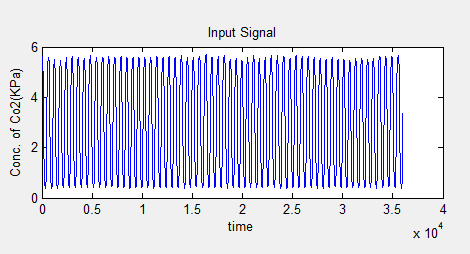 Input Signal
Conc. of Co2(KPa)
6
4
2
0
0 0.5 1 1.5 2 2.5 3 3.5 4
time
x 10^4